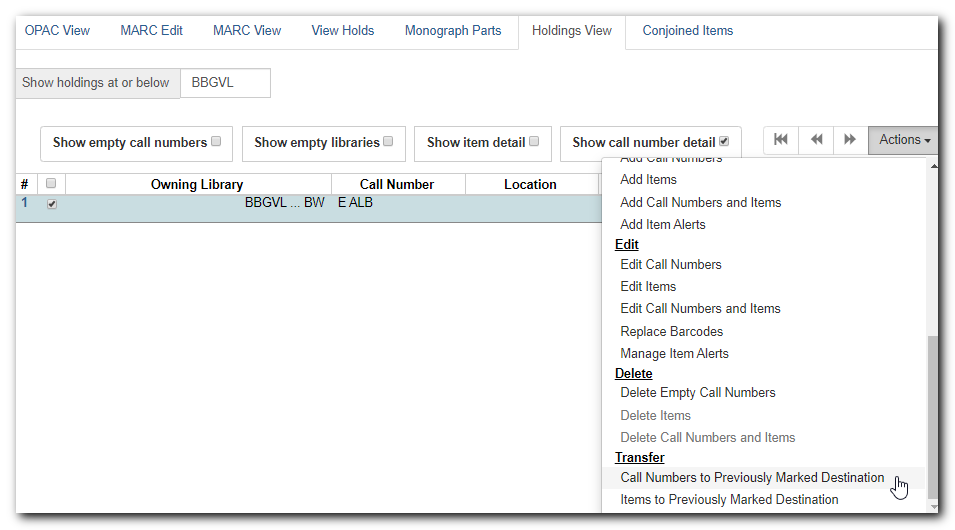 OPAC View MARC Edit MARC View View Holds Monograph Parts Holdings View Conjoined Items
Show holdings at or below BBGVL
Show empty call numbers Show empty libraries Show item detail Show call number detail Actions
# Owning Library Call Number Location
1 BBGVL ... BW E ALB
Add Call Numbers
Add Items
Add Call Numbers and Items
Add Item Alerts
Edit
Edit Call Numbers
Edit Items
Edit Call Numbers and Items
Replace Barcodes
Manage Item Alerts
Delete
Delete Empty Call Numbers
Delete Items
Delete Call Numbers and Items
Transfer
Call Numbers to Previously Marked Destination
Items to Previously Marked Destination